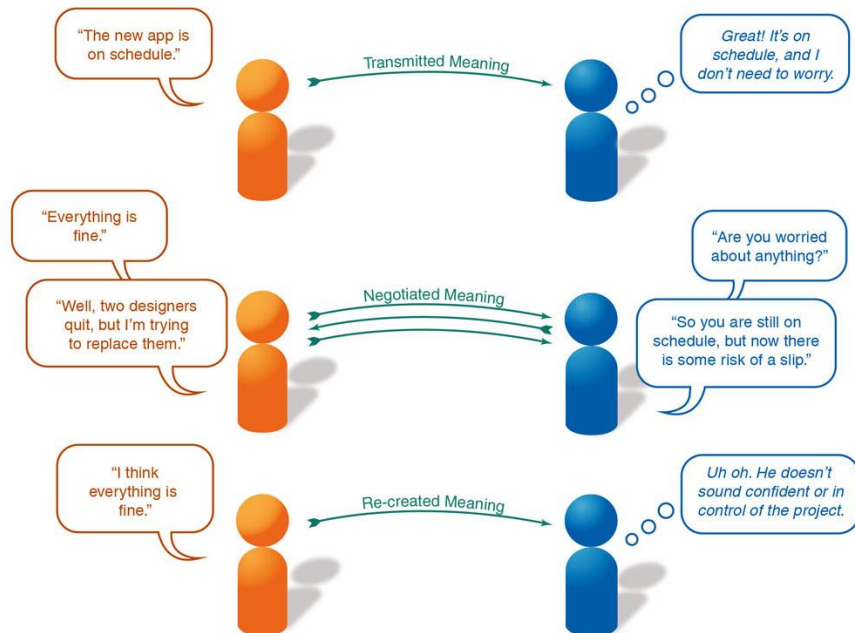 “The new app is
on schedule.”
Transmitted Meaning
Great! It’s on
schedule, and I
don’t need to worry.
“Everything is
fine.”
“Are you worried
about anything?”
“Well, two designers
quit, but I’m trying
to replace them.”
Negotiated Meaning
“So you are still on
schedule, but now there
is some risk of a slip.”
“I think
everything is
fine.”
Re-created Meaning
Uh oh. He doesn’t
sound confident or in
control of the project.